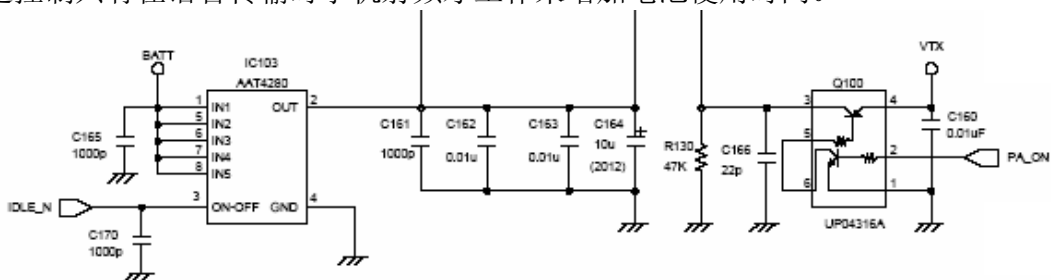 BATT
IC103
AAT4280
1 IN1 OUT 2
5 IN2
6 IN3
7 IN4
8 IN5
3 ON-OFF GND 4
C165
1000p
IDLE_N
C170
1000p
C161
1000p
C162
0.01u
C163
0.01u
C164
10u
(2012)
R130
47K
C166
22p
Q100
3 4
5 2
6 1
UP04316A
VTX
C160
0.01uF
PA_ON